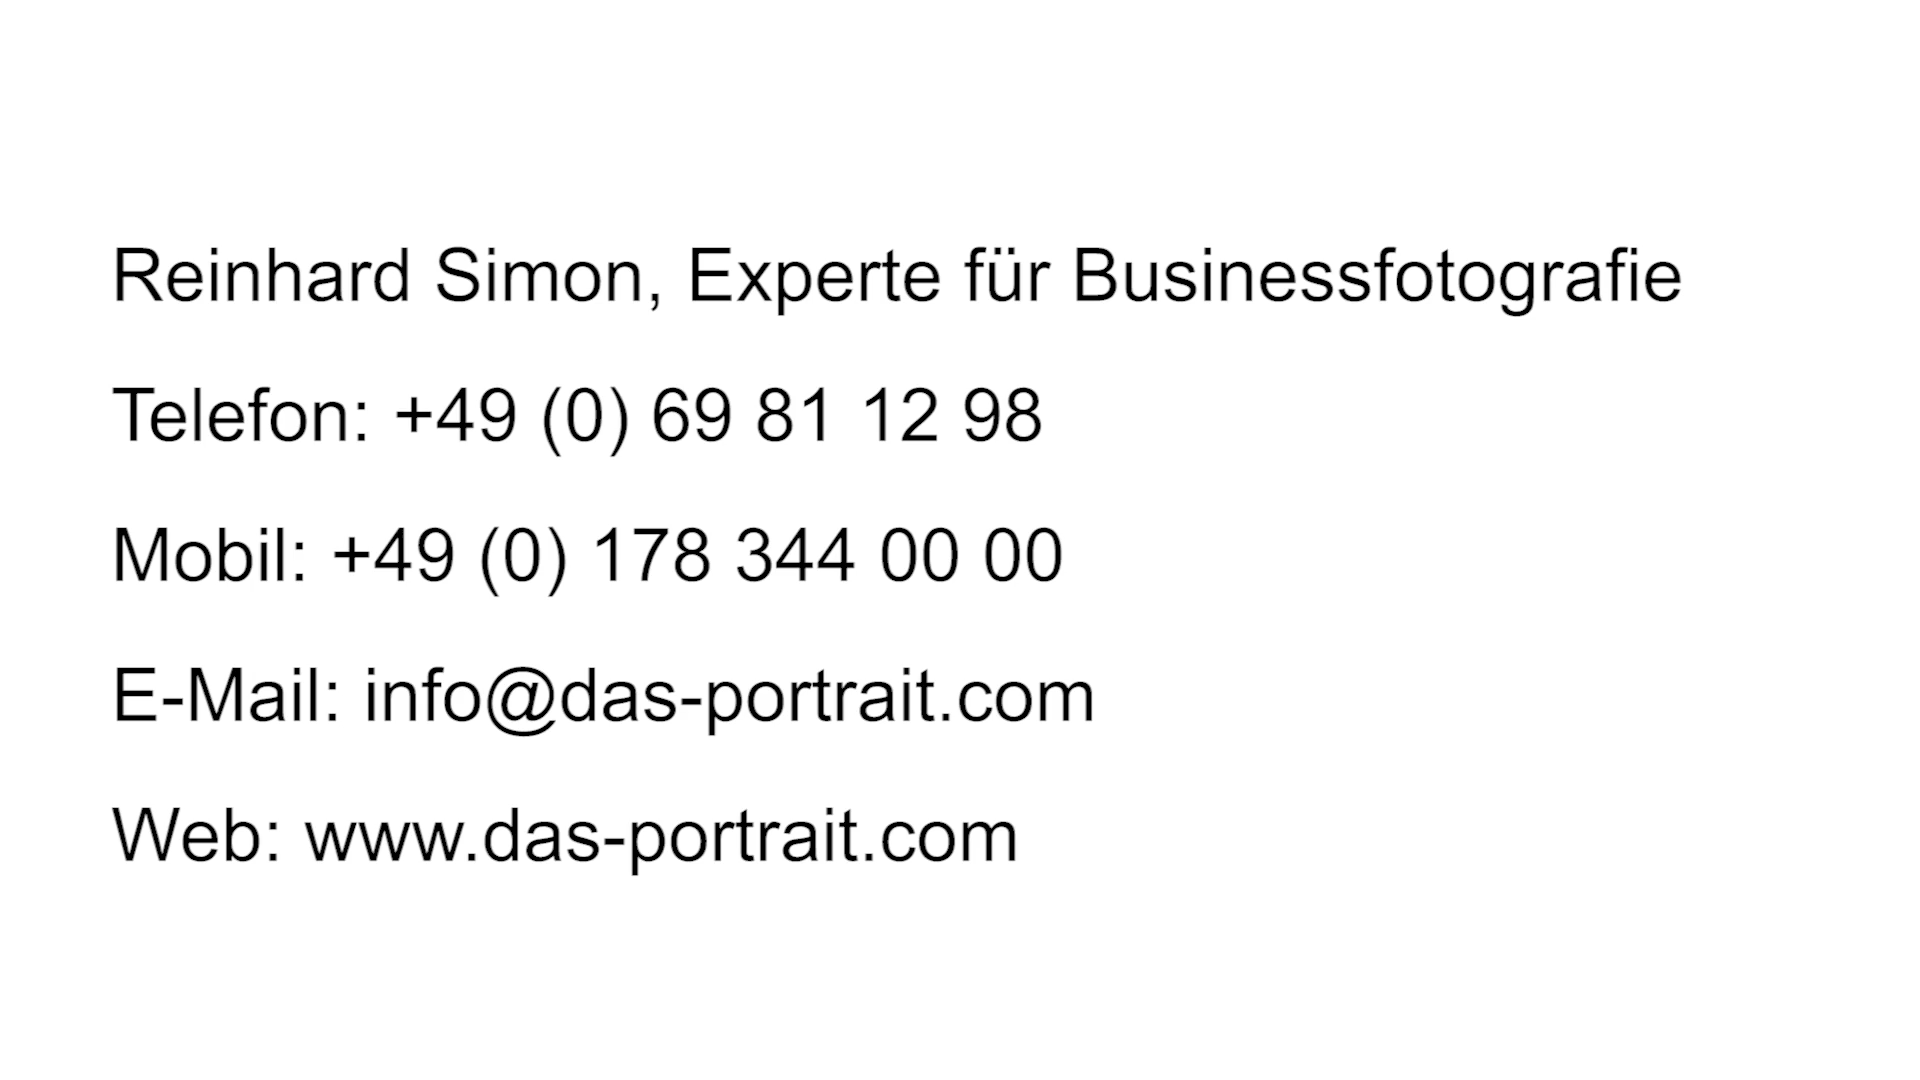 Reinhard Simon, Experte für Businessfotografie
Telefon: +49 (0) 69 81 12 98
Mobil: +49 (0) 178 344 00 00
E-Mail: info@das-portrait.com
Web: www.das-portrait.com